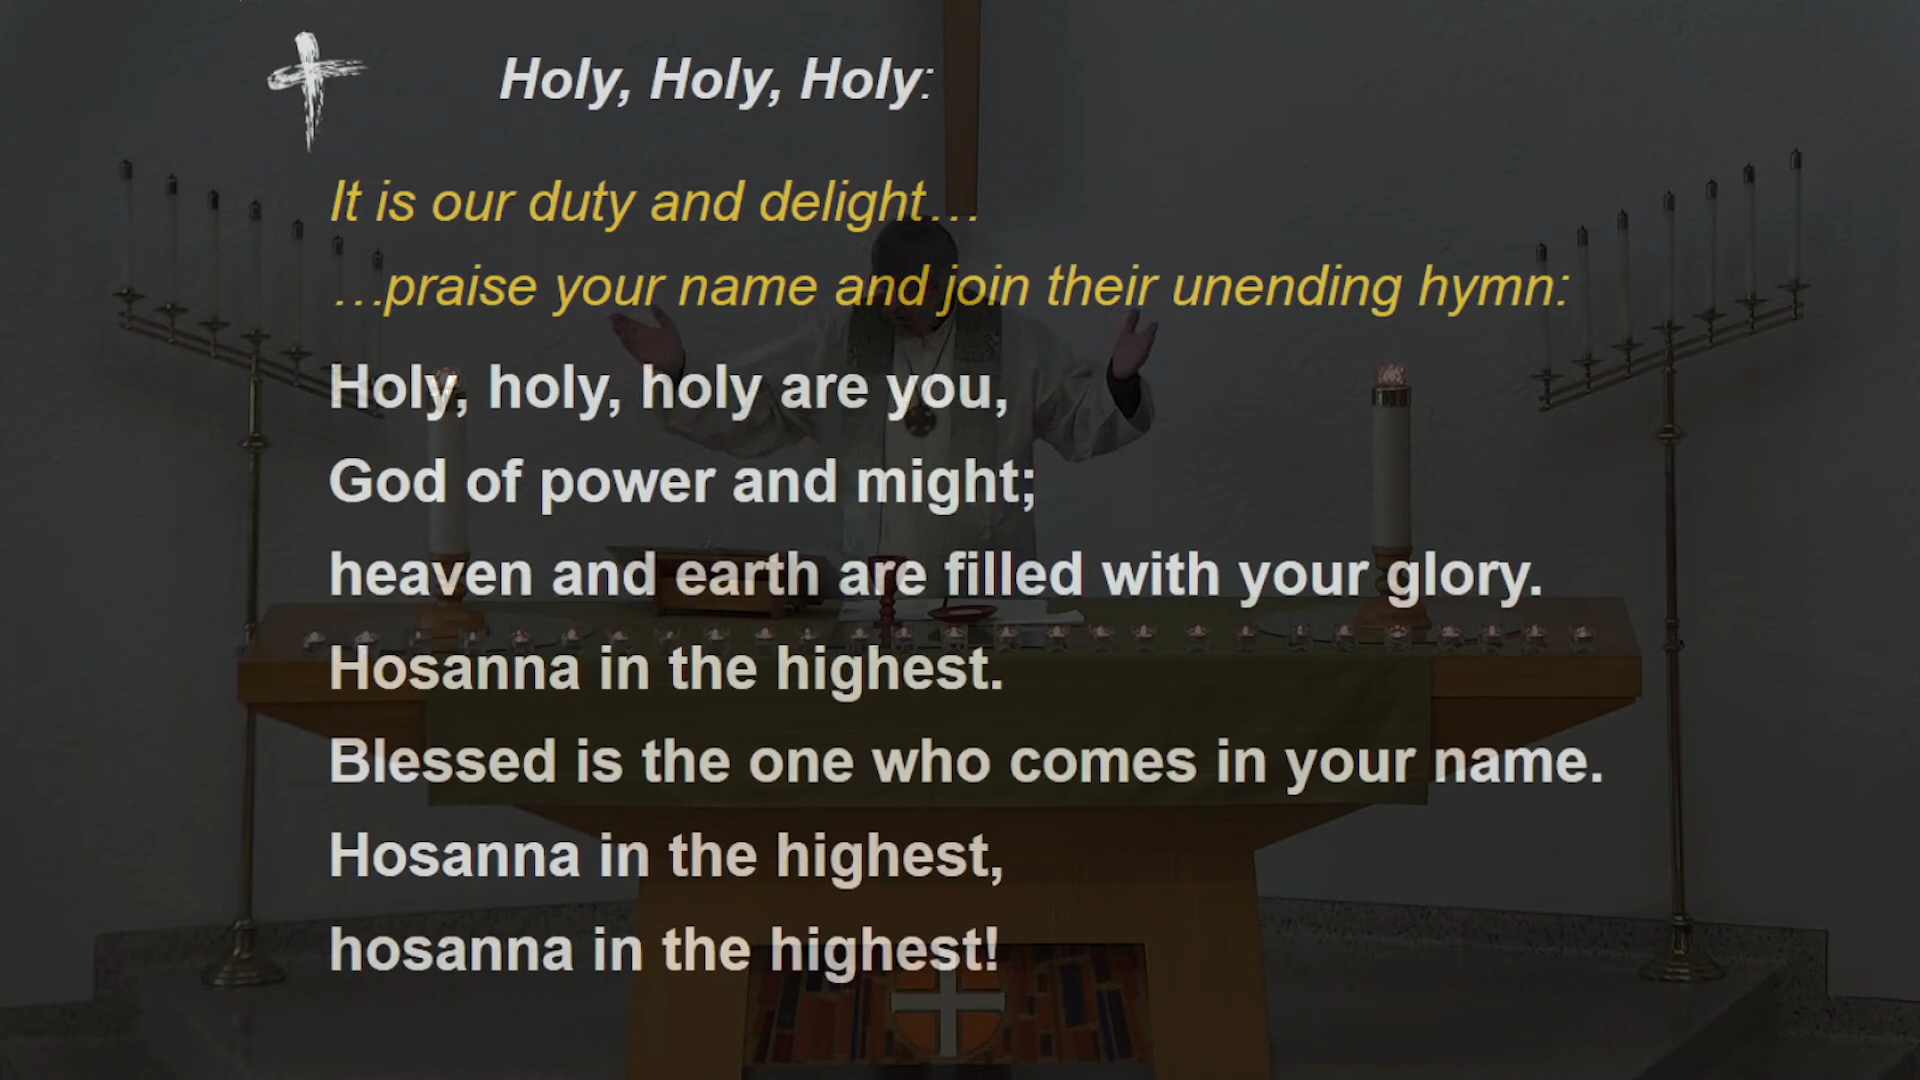 Holy, Holy, Holy:
It is our duty and delight…
…praise your name and join their unending hymn:
Holy, holy, holy are you,
God of power and might;
heaven and earth are filled with your glory.
Hosanna in the highest.
Blessed is the one who comes in your name.
Hosanna in the highest,
hosanna in the highest!